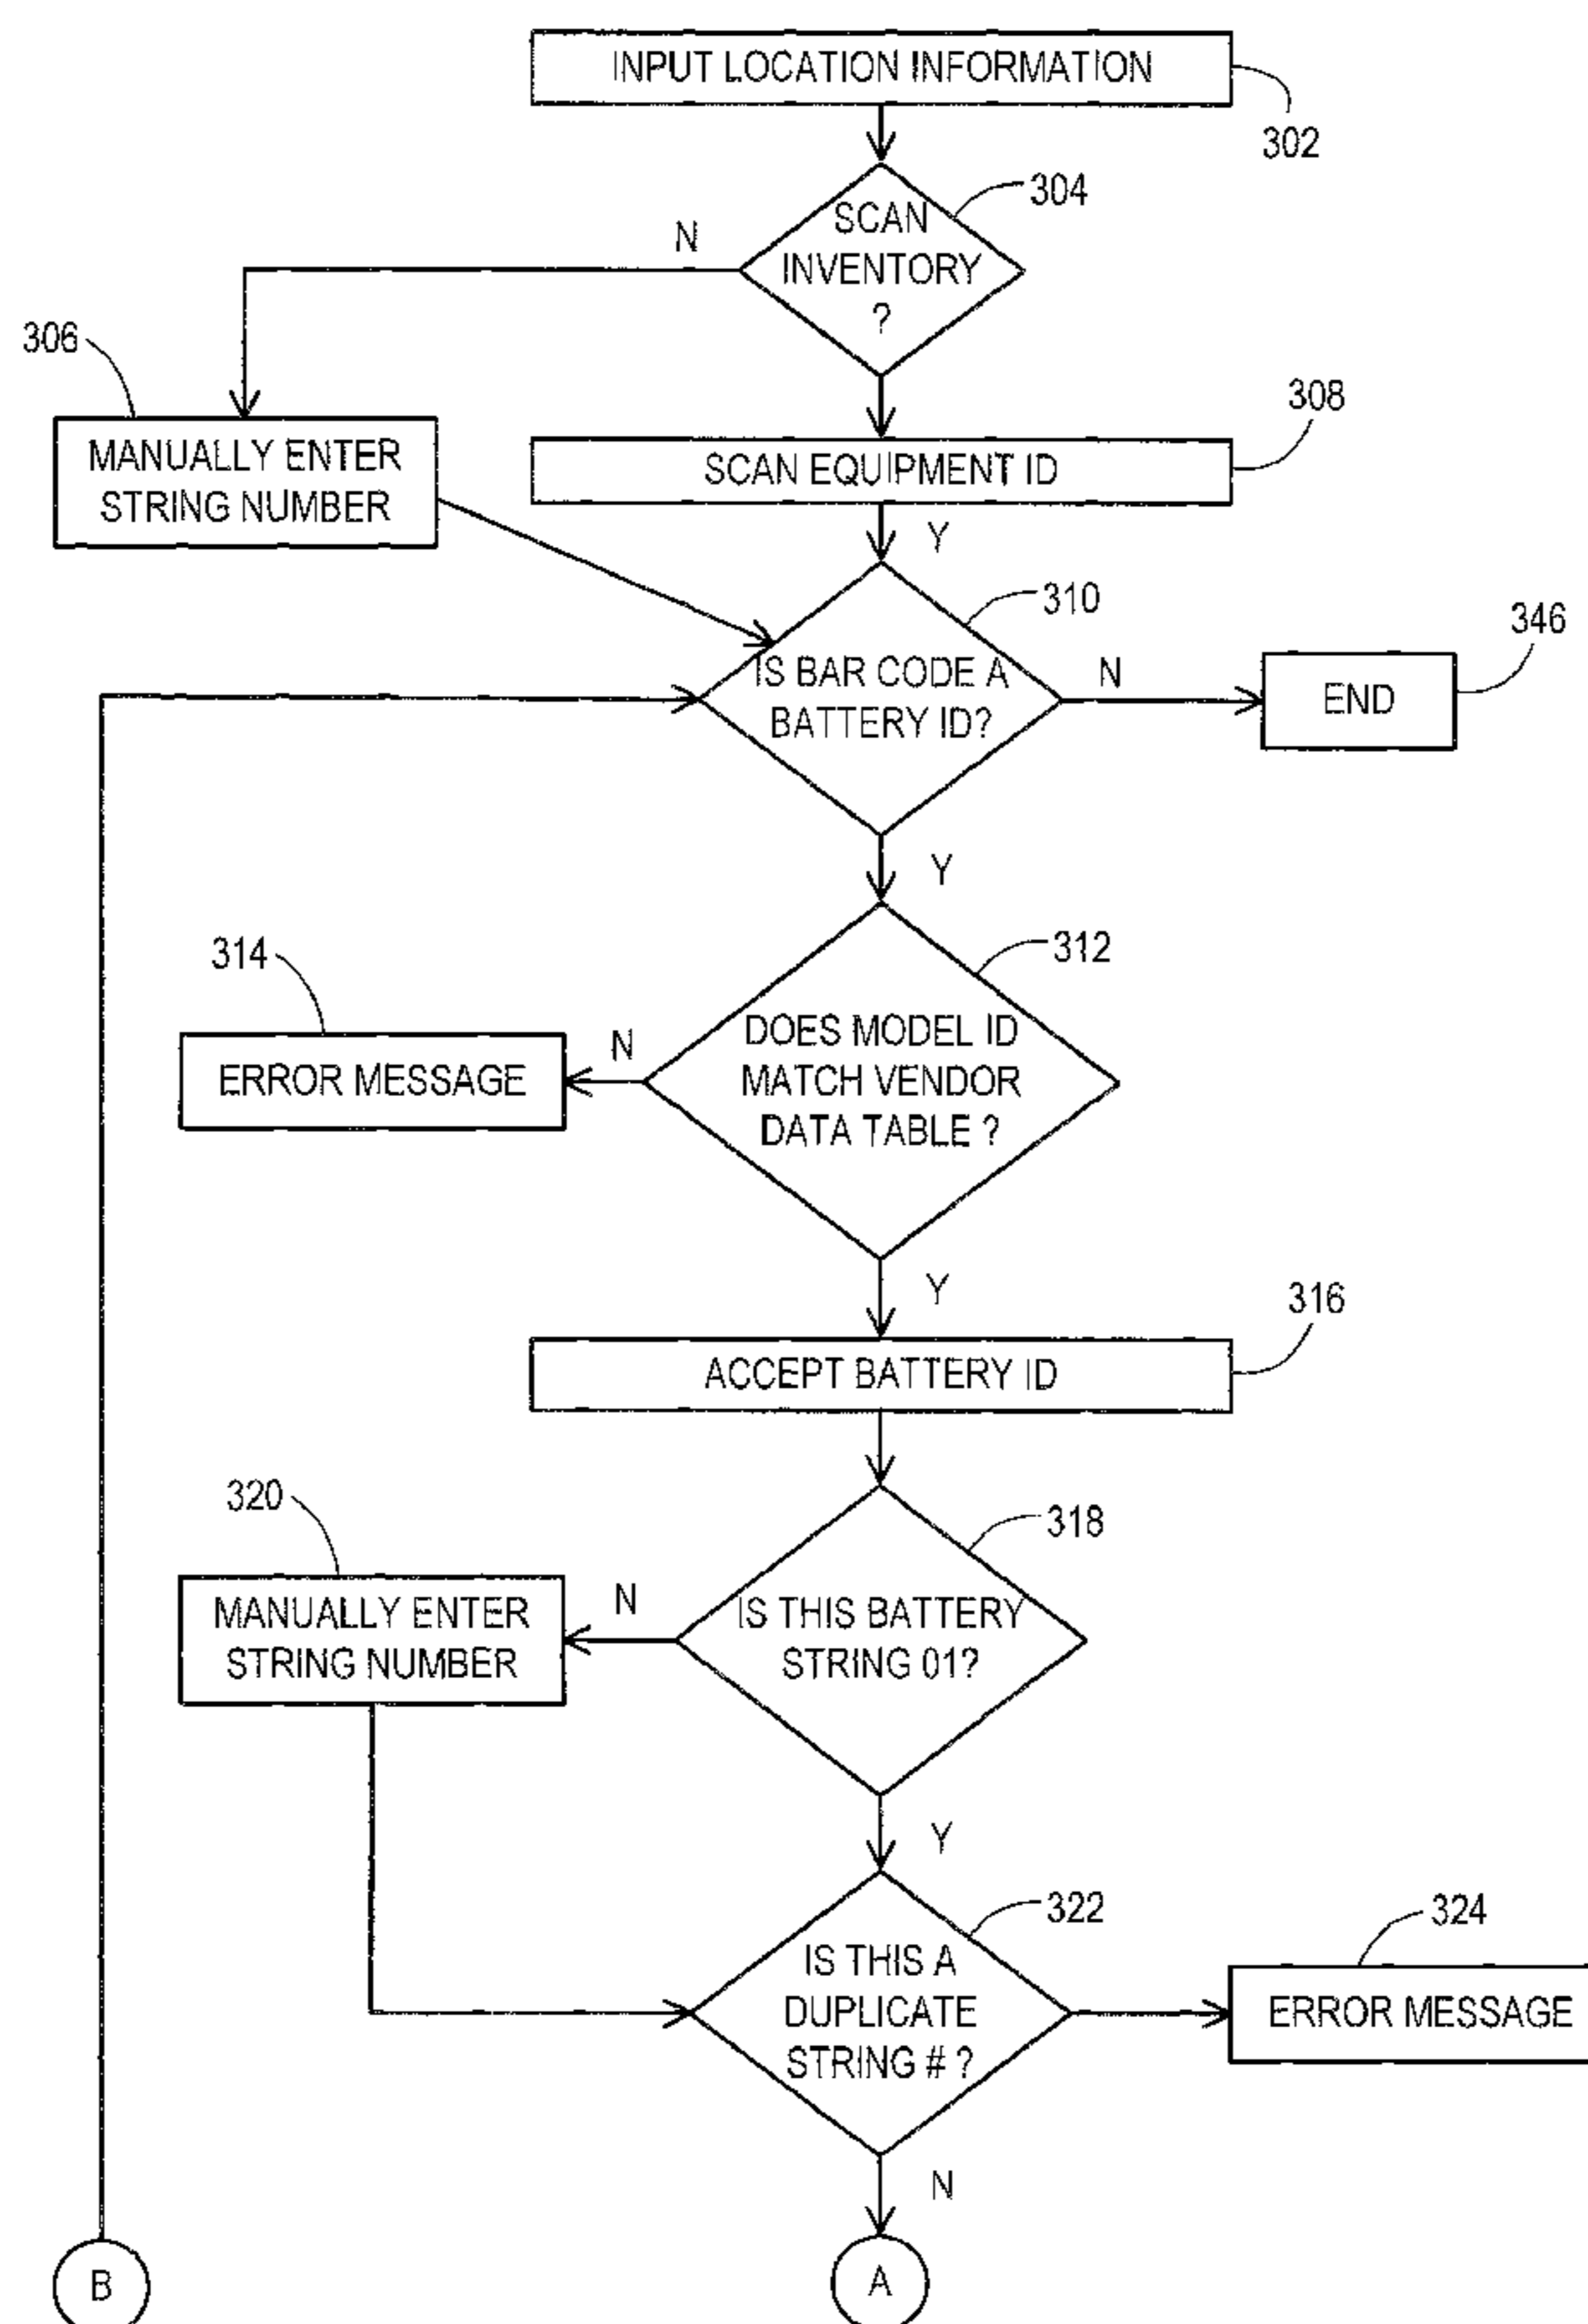 INPUT LOCATION INFORMATION
302
304
SCAN
INVENTORY
?
N
306
MANUALLY ENTER
STRING NUMBER
308
SCAN EQUIPMENT ID
Y
310
IS BAR CODE A
BATTERY ID?
N
346
END
Y
312
314
DOES MODEL ID
MATCH VENDOR
DATA TABLE ?
N
ERROR MESSAGE
Y
316
ACCEPT BATTERY ID
318
320
IS THIS BATTERY
STRING 01?
N
MANUALLY ENTER
STRING NUMBER
Y
322
324
IS THIS A
DUPLICATE
STRING # ?
ERROR MESSAGE
N
B
A